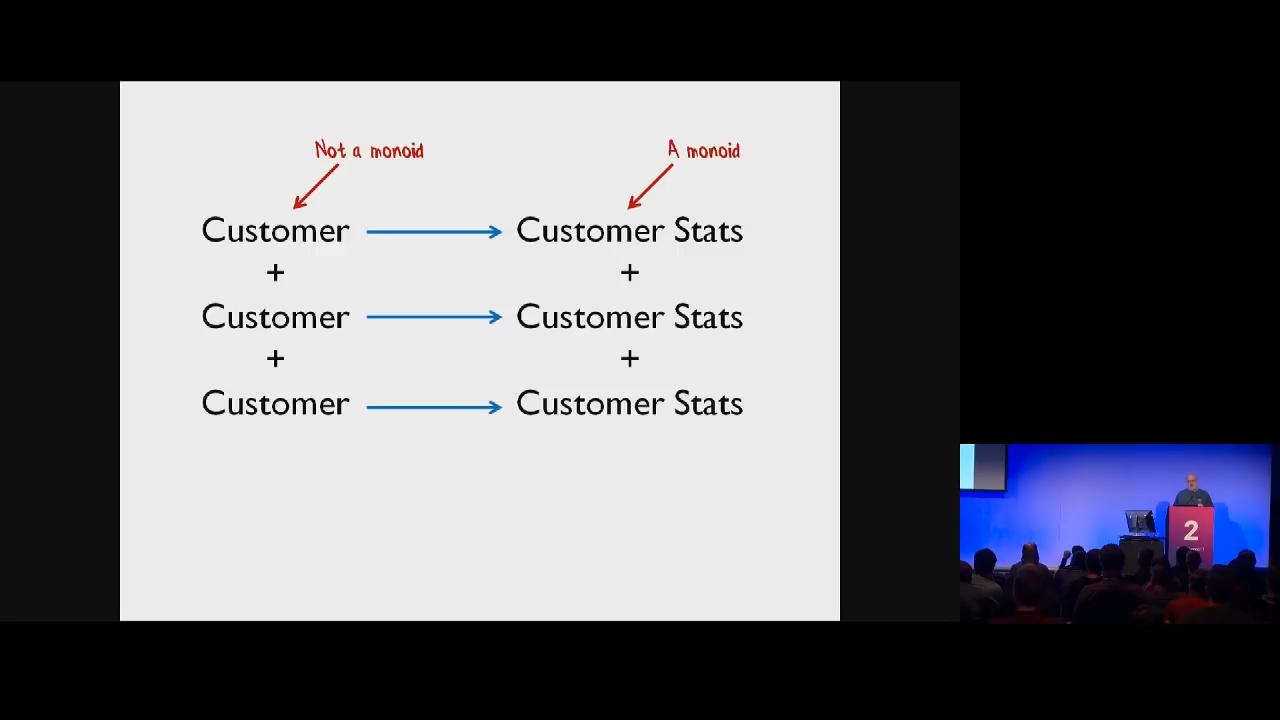 Not a monoid A monoid
Customer Customer Stats
+ +
Customer Customer Stats
+ +
Customer Customer Stats
2